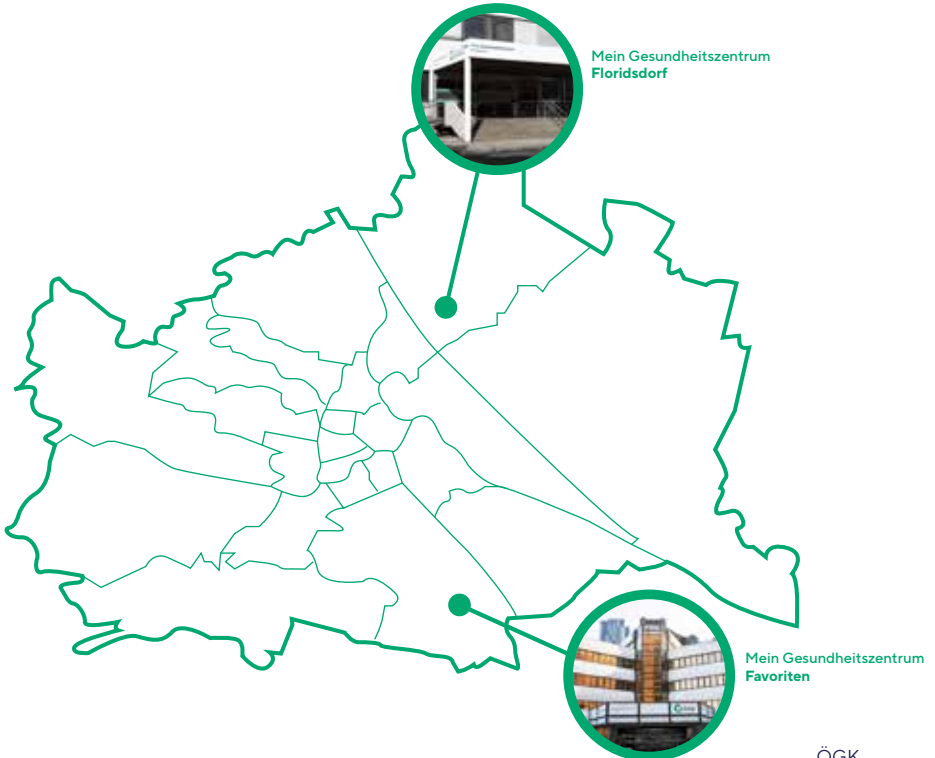 Mein Gesundheitszentrum
Floridsdorf
Mein Gesundheitszentrum
Favoriten
ÖGK